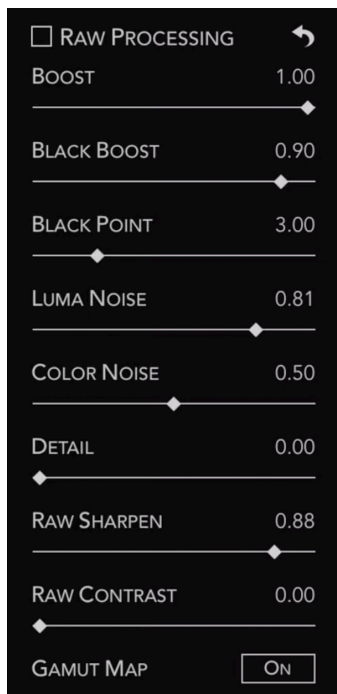 Raw Processing
Boost 1.00
Black Boost 0.90
Black Point 3.00
Luma Noise 0.81
Color Noise 0.50
Detail 0.00
Raw Sharpen 0.88
Raw Contrast 0.00
Gamut Map On